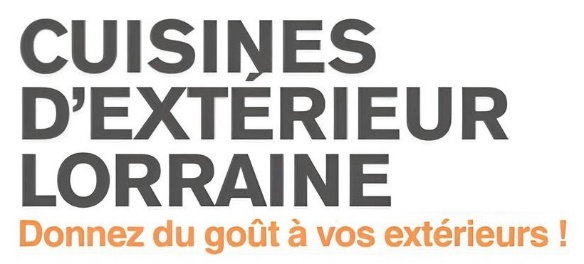 CUISINES
D’EXTÉRIEUR
LORRAINE
Donnez du goût à vos extérieurs !